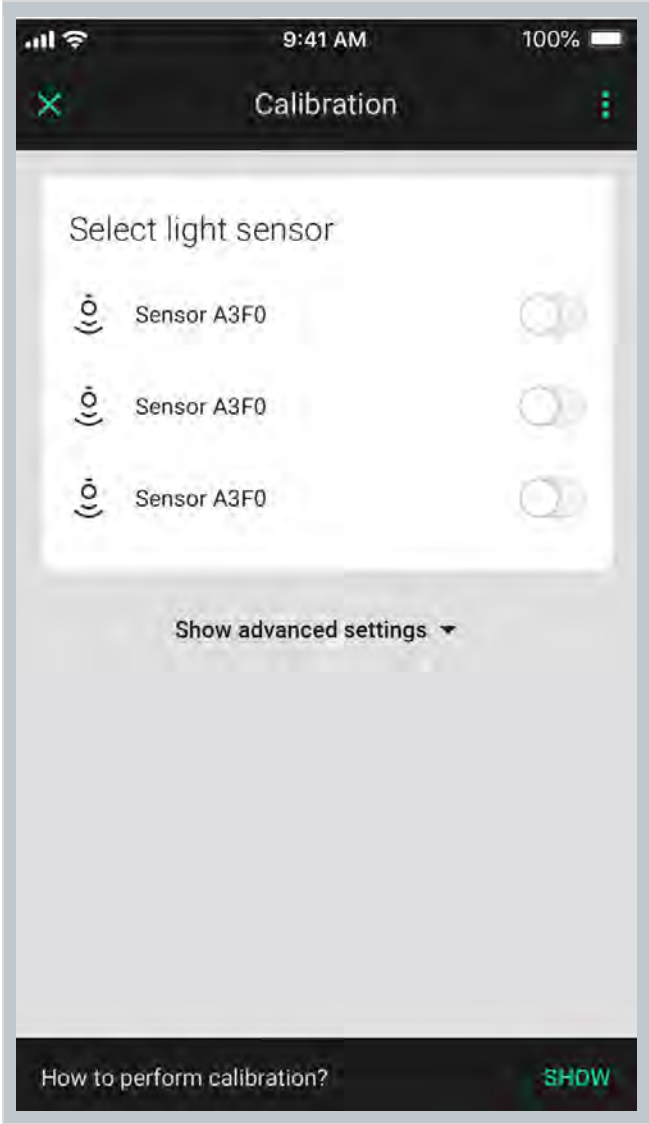 9:41 AM 100%
Calibration
Select light sensor
Sensor A3F0
Sensor A3F0
Sensor A3F0
Show advanced settings
How to perform calibration? SHOW